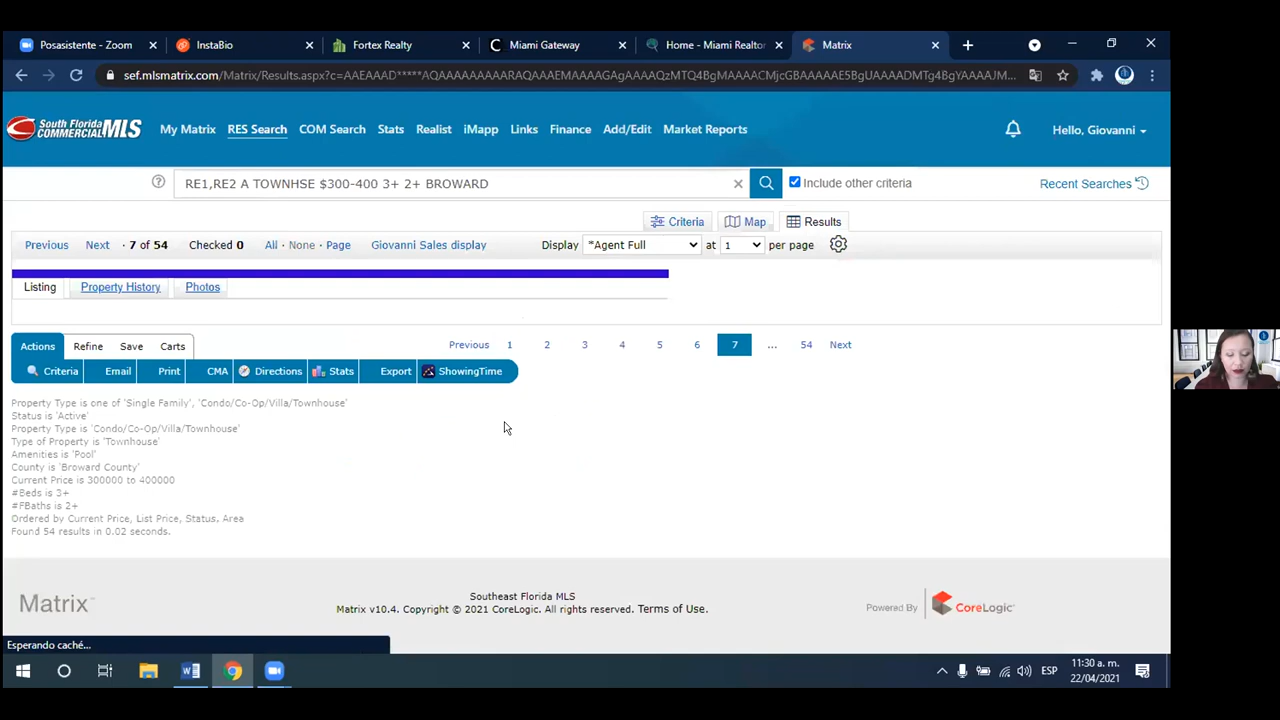 Posasistente - Zoom
InstaBio
Fortex Realty
Miami Gateway
Home - Miami Realtor
Matrix
sef.mlsmatrix.com/Matrix/Results.aspx?c=AAEAAAD*****AQAAAAAAAAARAQAAAEMAAAAGAgAAAAQzMTQ4BgMAAAACMjcGBAAAAAE5BgUAAAADMTg4BgYAAAAJM...
South Florida
COMMERCIAL MLS
My Matrix
RES Search
COM Search
Stats
Realist
iMapp
Links
Finance
Add/Edit
Market Reports
Hello, Giovanni
RE1,RE2 A TOWNHSE $300-400 3+ 2+ BROWARD
Include other criteria
Recent Searches
Criteria
Map
Results
Previous Next · 7 of 54 Checked 0 All · None · Page Giovanni Sales display Display *Agent Full at 1 per page
Listing
Property History
Photos
Actions
Refine
Save
Carts
Previous 1 2 3 4 5 6 7 ... 54 Next
Criteria
Email
Print
CMA
Directions
Stats
Export
ShowingTime
Property Type is one of 'Single Family', 'Condo/Co-Op/Villa/Townhouse'
Status is 'Active'
Property Type is 'Condo/Co-Op/Villa/Townhouse'
Type of Property is 'Townhouse'
Amenities is 'Pool'
County is 'Broward County'
Current Price is 300000 to 400000
#Beds is 3+
#FBaths is 2+
Ordered by Current Price, List Price, Status, Area
Found 54 results in 0.02 seconds.
Matrix™
Southeast Florida MLS
Matrix v10.4. Copyright © 2021 CoreLogic. All rights reserved. Terms of Use.
Powered By
CoreLogic
Esperando caché...
ESP
11:30 a. m.
22/04/2021